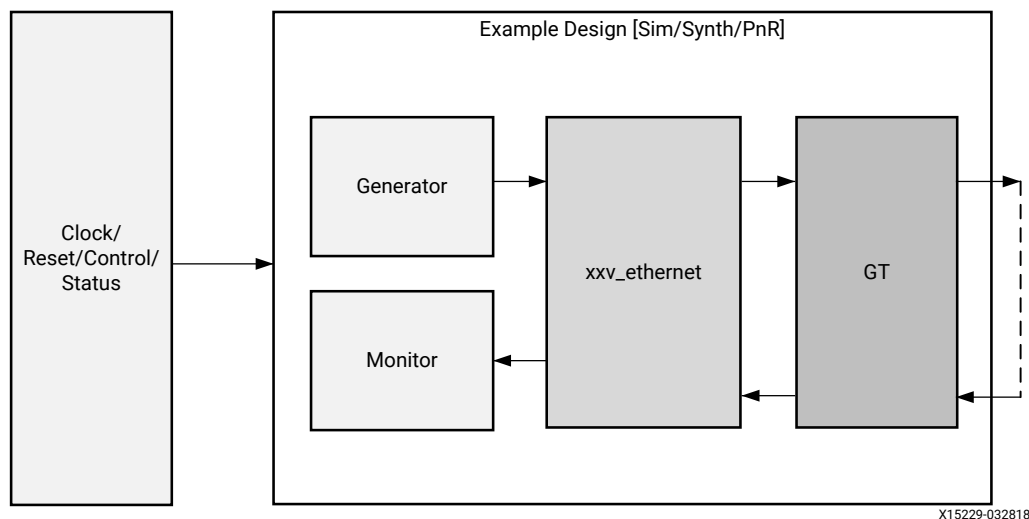 Example Design [Sim/Synth/PnR]
Clock/
Reset/Control/
Status
Generator
Monitor
xxv_ethernet
GT
X15229-032818